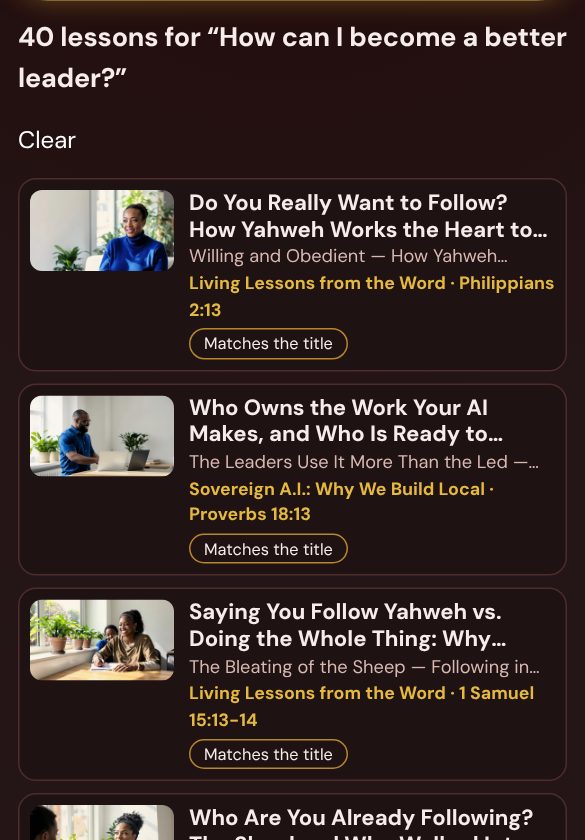 40 lessons for “How can I become a better
leader?”
Clear
Do You Really Want to Follow?
How Yahweh Works the Heart to…
Willing and Obedient — How Yahweh…
Living Lessons from the Word · Philippians
2:13
Matches the title
Who Owns the Work Your AI
Makes, and Who Is Ready to…
The Leaders Use It More Than the Led —…
Sovereign A.I.: Why We Build Local ·
Proverbs 18:13
Matches the title
Saying You Follow Yahweh vs.
Doing the Whole Thing: Why…
The Bleating of the Sheep — Following in…
Living Lessons from the Word · 1 Samuel
15:13–14
Matches the title
Who Are You Already Following?